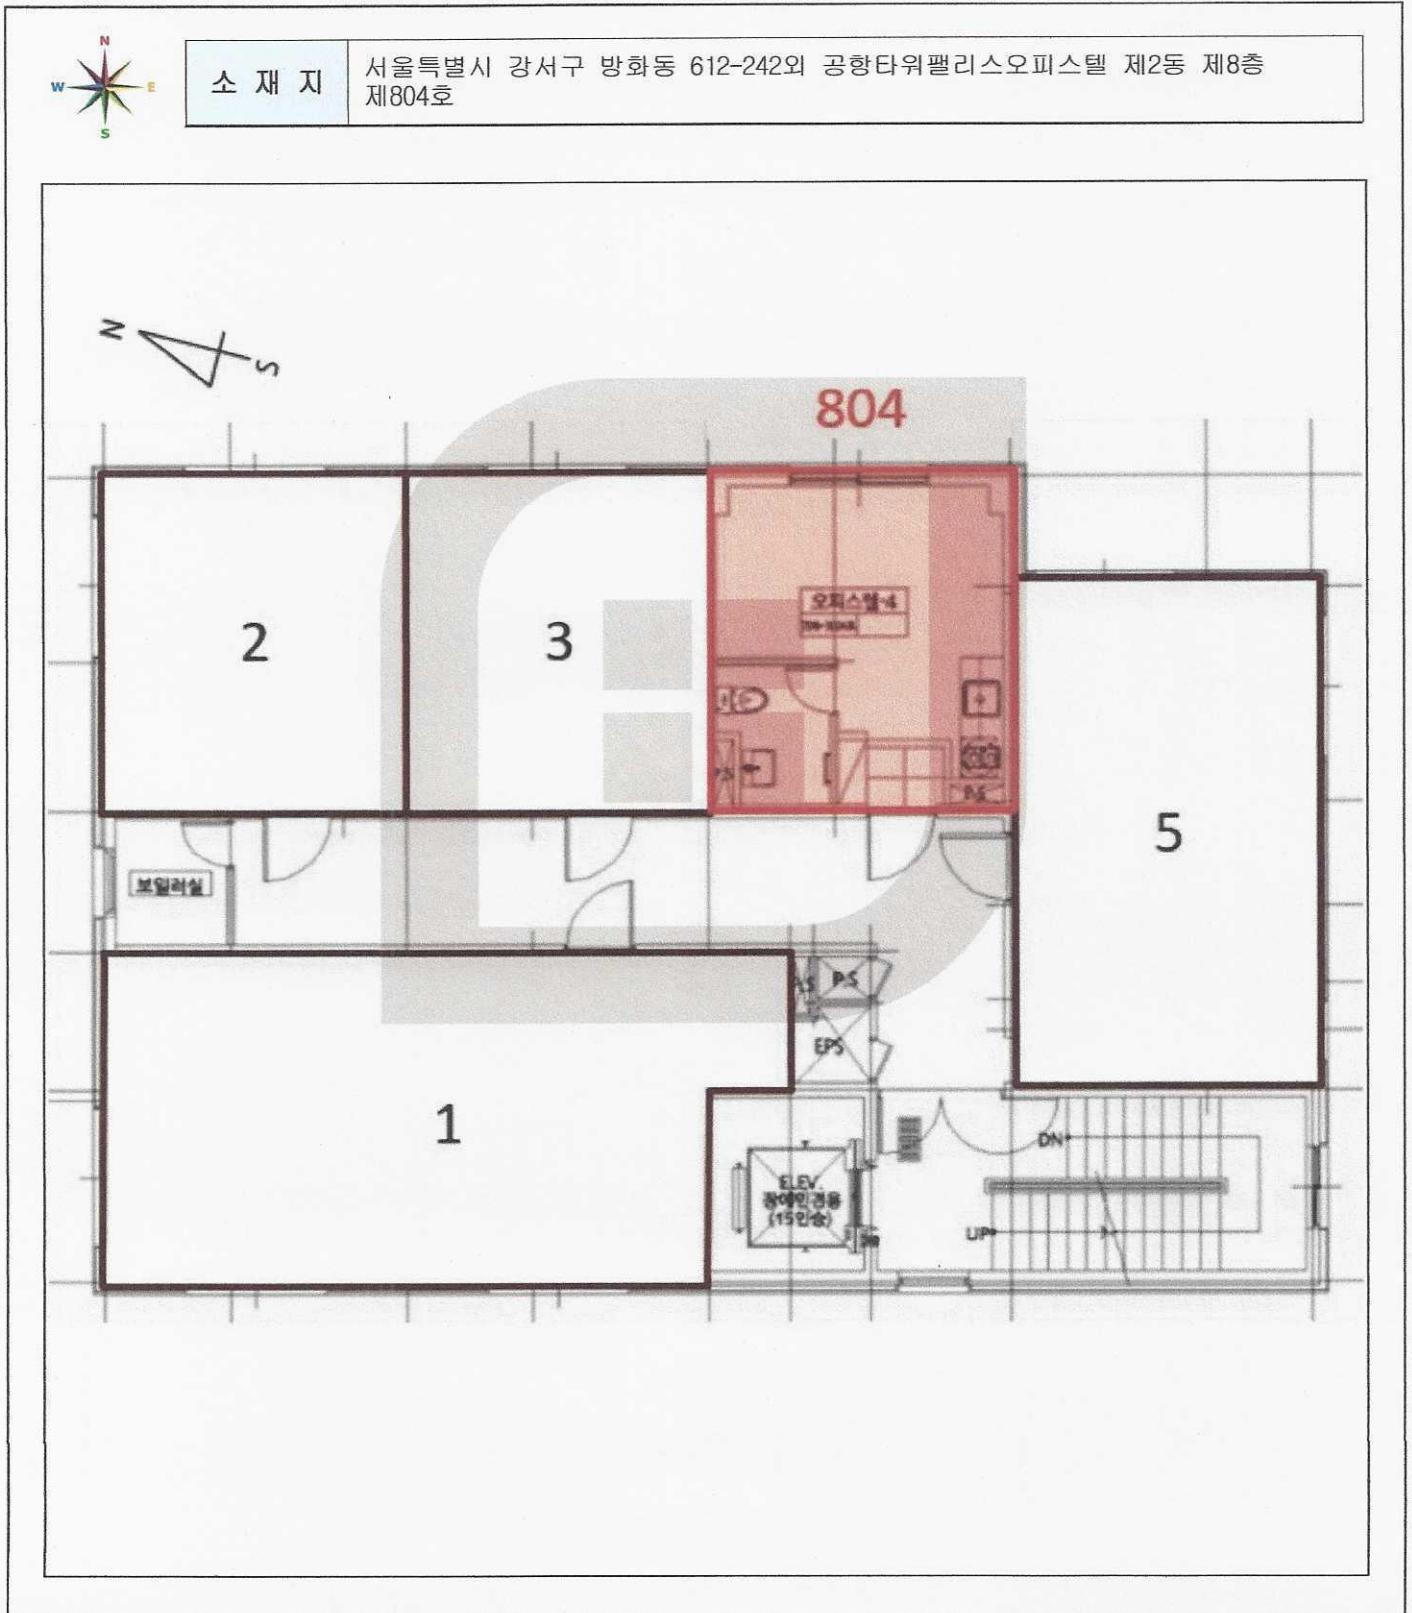 N
W
E
S
소 재 지
서울특별시 강서구 방화동 612-242외 공항타워팰리스오피스텔 제2동 제8층
제804호
N
S
804
오피스텔-4
2
3
P.S
5
보일러실
P.S
EPS
1
DN
ELEV.
장애인겸용
(15인승)
UP